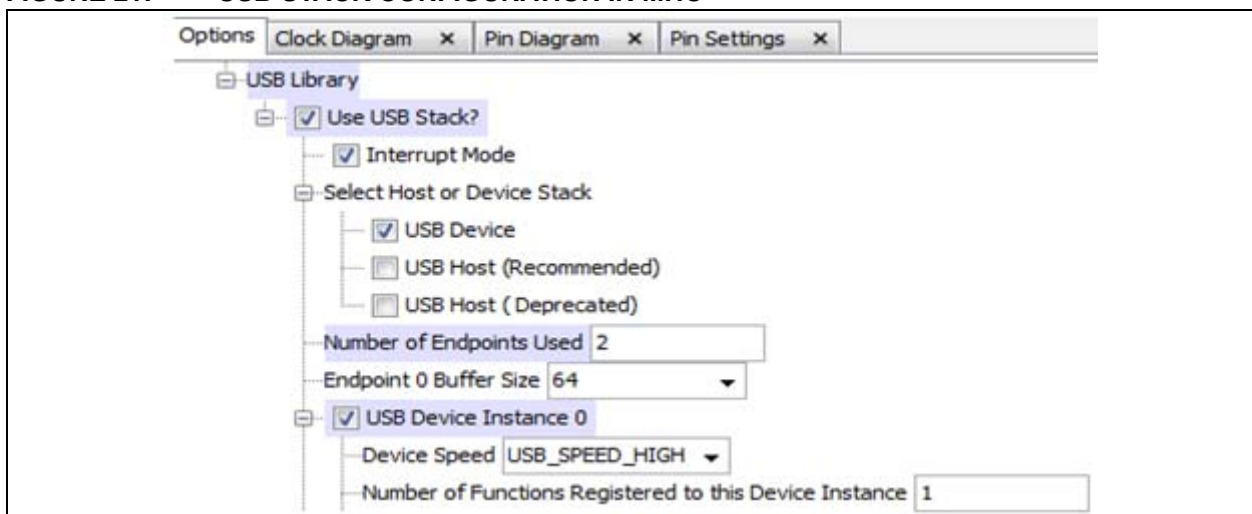 Options Clock Diagram × Pin Diagram × Pin Settings ×
USB Library
Use USB Stack?
Interrupt Mode
Select Host or Device Stack
USB Device
USB Host (Recommended)
USB Host ( Deprecated)
Number of Endpoints Used 2
Endpoint 0 Buffer Size 64
USB Device Instance 0
Device Speed USB_SPEED_HIGH
Number of Functions Registered to this Device Instance 1